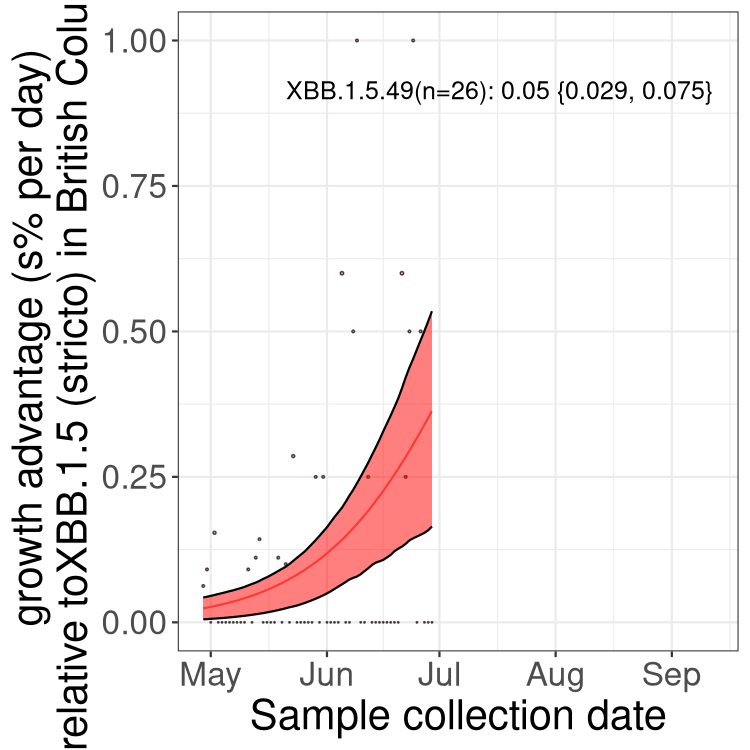 growth advantage (s% per day)
relative toXBB.1.5 (stricto) in British Colu
1.00
0.75
0.50
0.25
0.00
XBB.1.5.49(n=26): 0.05 {0.029, 0.075}
May Jun Jul Aug Sep
Sample collection date